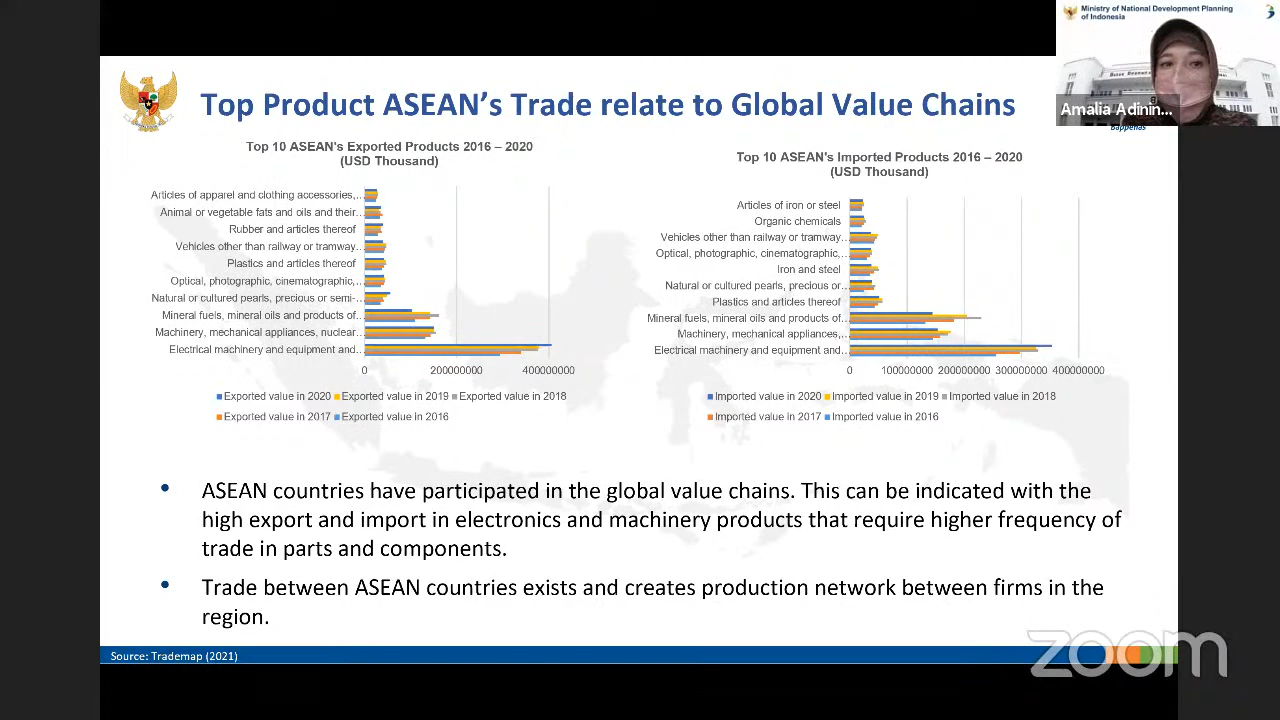 Ministry of National Development Planning
of Indonesia
Amalia Adinin...
Bappenas
Top Product ASEAN’s Trade relate to Global Value Chains
Top 10 ASEAN's Exported Products 2016 – 2020
(USD Thousand)
Articles of apparel and clothing accessories,...
Animal or vegetable fats and oils and their...
Rubber and articles thereof
Vehicles other than railway or tramway...
Plastics and articles thereof
Optical, photographic, cinematographic,...
Natural or cultured pearls, precious or semi-...
Mineral fuels, mineral oils and products of...
Machinery, mechanical appliances, nuclear...
Electrical machinery and equipment and...
0 200000000 400000000
Exported value in 2020 Exported value in 2019 Exported value in 2018
Exported value in 2017 Exported value in 2016
Top 10 ASEAN's Imported Products 2016 – 2020
(USD Thousand)
Articles of iron or steel
Organic chemicals
Vehicles other than railway or tramway...
Optical, photographic, cinematographic,...
Iron and steel
Natural or cultured pearls, precious or...
Plastics and articles thereof
Mineral fuels, mineral oils and products of...
Machinery, mechanical appliances,...
Electrical machinery and equipment and...
0 100000000 200000000 300000000 400000000
Imported value in 2020 Imported value in 2019 Imported value in 2018
Imported value in 2017 Imported value in 2016
• ASEAN countries have participated in the global value chains. This can be indicated with the
high export and import in electronics and machinery products that require higher frequency of
trade in parts and components.
• Trade between ASEAN countries exists and creates production network between firms in the
region.
Source: Trademap (2021)
zoom